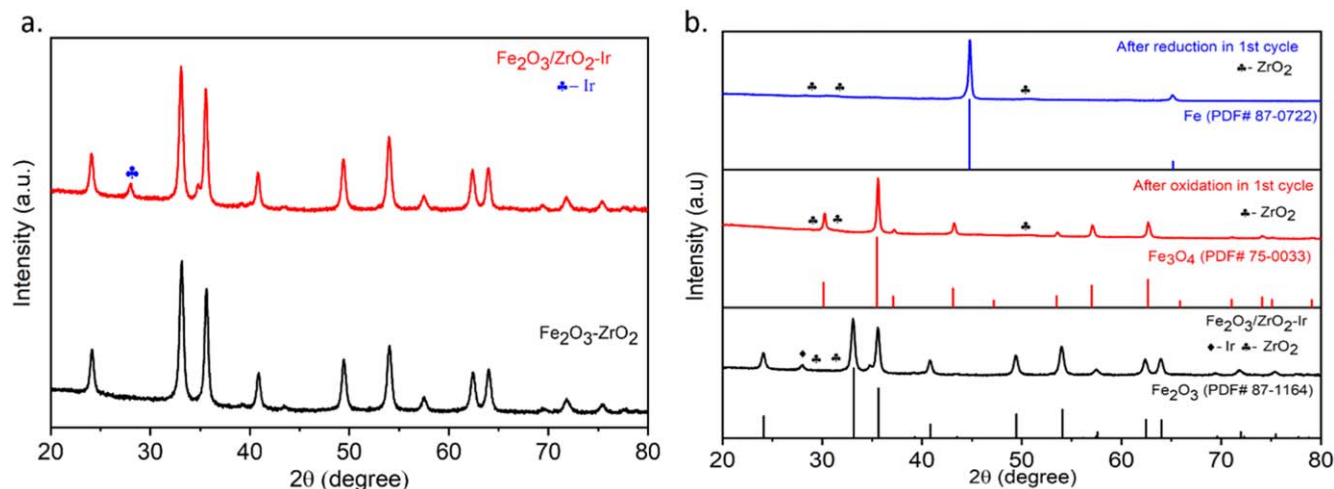 a.
Fe2O3/ZrO2-Ir
♣– Ir
Fe2O3-ZrO2
Intensity (a.u.)
20 30 40 50 60 70 80
2θ (degree)
b.
After reduction in 1st cycle
♣- ZrO2
♣ ♣ ♣
Fe (PDF# 87-0722)
After oxidation in 1st cycle
♣- ZrO2
♣ ♣ ♣
Fe3O4 (PDF# 75-0033)
Fe2O3/ZrO2-Ir
♦- Ir ♣- ZrO2
♦ ♣ ♣
Fe2O3 (PDF# 87-1164)
Intensity (a.u)
20 30 40 50 60 70 80
2θ (degree)